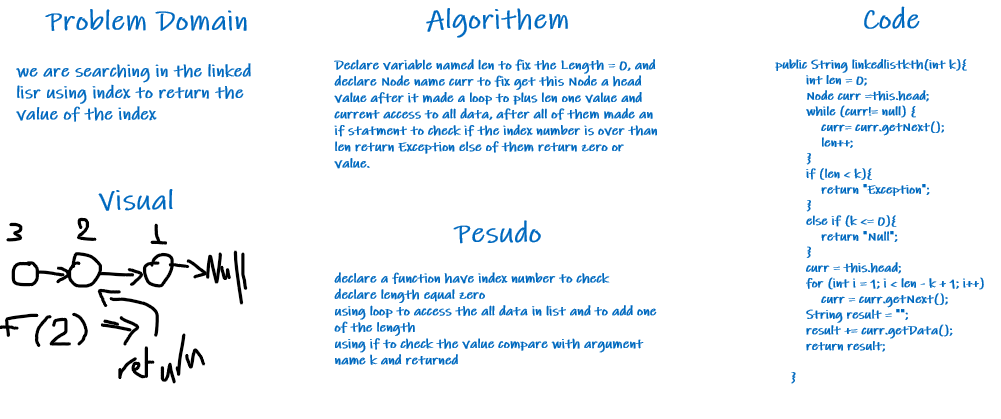 Problem Domain
we are searching in the linked
lisr using index to return the
value of the index
Visual
3 2 1
Null
F(2) =>
return
Algorithem
Declare variable named len to fix the Length = 0, and
declare Node name curr to fix get this Node a head
value after it made a loop to plus len one value and
current access to all data, after all of them made an
if statment to check if the index number is over than
len return Exception else of them return zero or
value.
Pesudo
declare a function have index number to check
declare length equal zero
using loop to access the all data in list and to add one
of the length
using if to check the value compare with argument
name k and returned
Code
public String linkedlistkth(int k){
int len = 0;
Node curr =this.head;
while (curr!= null) {
curr= curr.getNext();
len++;
}
if (len < k){
return "Exception";
}
else if (k <= 0){
return "Null";
}
curr = this.head;
for (int i = 1; i < len - k + 1; i++)
curr = curr.getNext();
String result = "";
result += curr.getData();
return result;
}